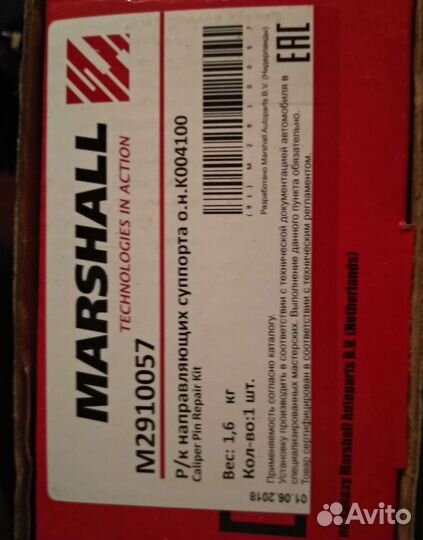 MARSHALL
TECHNOLOGIES IN ACTION
M2910057
Р/к направляющих суппорта о.н.K004100
Caliper Pin Repair Kit
Вес: 1,6 кг
Кол-во:1 шт.
(91) M2910057
Разработано Marshall Autoparts B.V. (Нидерланды)
EAC
Применяемость согласно каталогу.
Установку производить в соответствии с технической документацией автомобиля в
специализированных мастерских. Выполнение данного пункта обязательно.
Товар сертифицирован в соответствии с техническим регламентом.
01.06.2018
Marshall Autoparts B.V. (Netherlands)
Avito